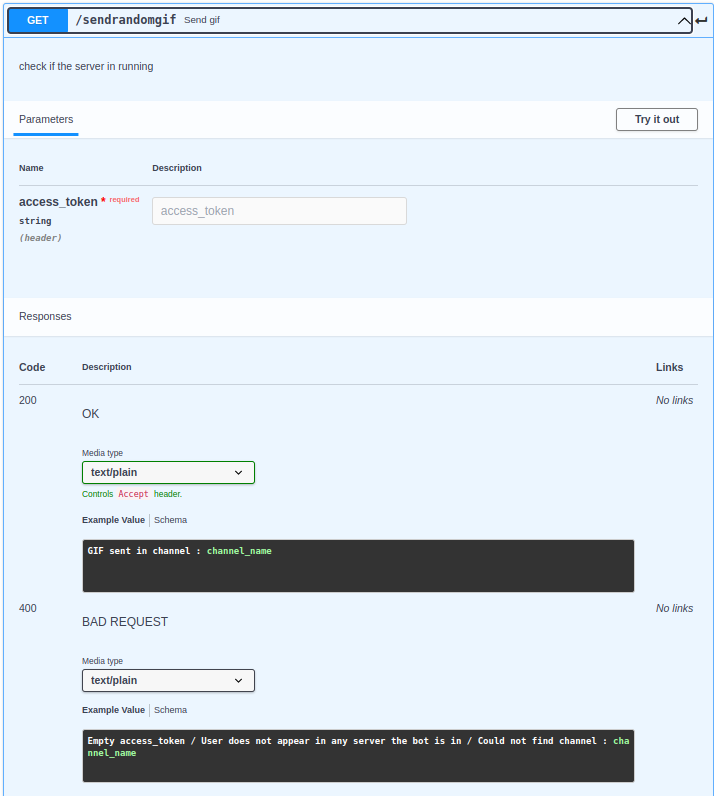 GET /sendrandomgif Send gif
check if the server in running
Parameters
Try it out
Name Description
access_token * required
access_token
string
(header)
Responses
Code Description Links
200 No links
OK
Media type
text/plain
Controls Accept header.
Example Value Schema
GIF sent in channel : channel_name
400 No links
BAD REQUEST
Media type
text/plain
Example Value Schema
Empty access_token / User does not appear in any server the bot is in / Could not find channel : cha
nnel_name